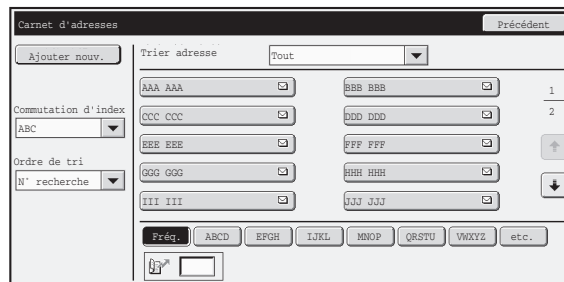 Carnet d'adresses
Précédent
Ajouter nouv.
Trier adresse
Tout
AAA AAA
BBB BBB
1
Commutation d'index
CCC CCC
DDD DDD
2
ABC
EEE EEE
FFF FFF
Ordre de tri
GGG GGG
HHH HHH
N° recherche
III III
JJJ JJJ
Fréq.
ABCD
EFGH
IJKL
MNOP
QRSTU
VWXYZ
etc.